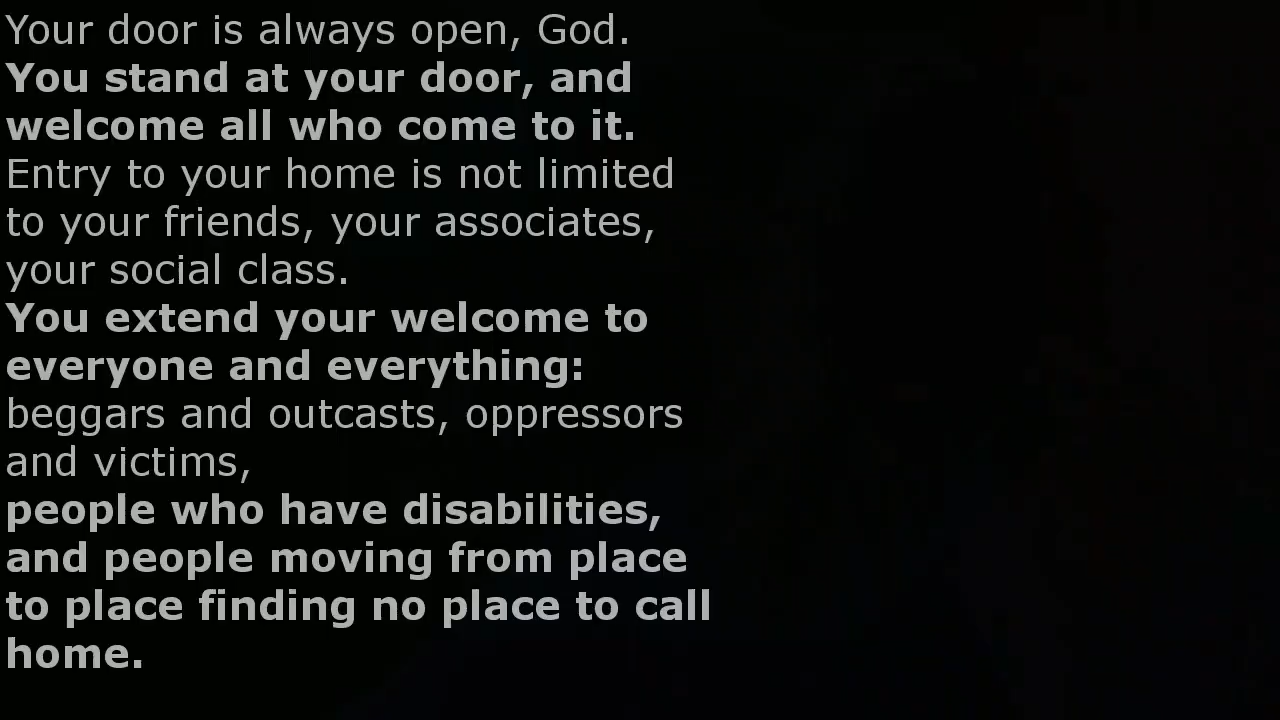 Your door is always open, God.
You stand at your door, and
welcome all who come to it.
Entry to your home is not limited
to your friends, your associates,
your social class.
You extend your welcome to
everyone and everything:
beggars and outcasts, oppressors
and victims,
people who have disabilities,
and people moving from place
to place finding no place to call
home.